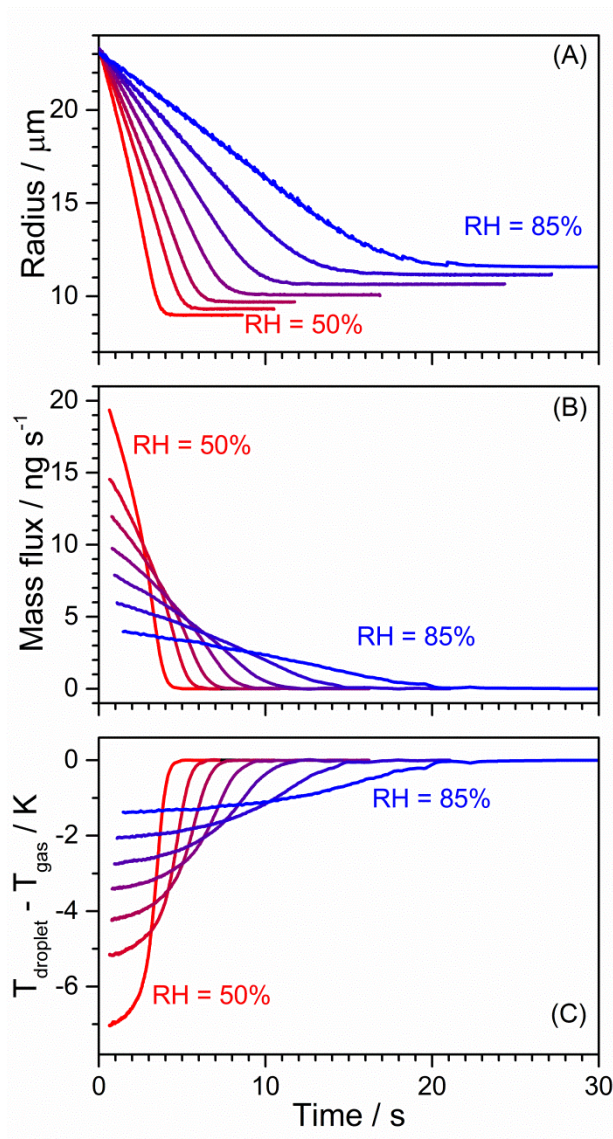 (A)
Radius / μm
20
15
10
RH = 85%
RH = 50%
(B)
Mass flux / ng s⁻¹
20
15
10
5
0
RH = 50%
RH = 85%
T_droplet - T_gas / K
0
-2
-4
-6
RH = 85%
RH = 50%
(C)
0 10 20 30
Time / s